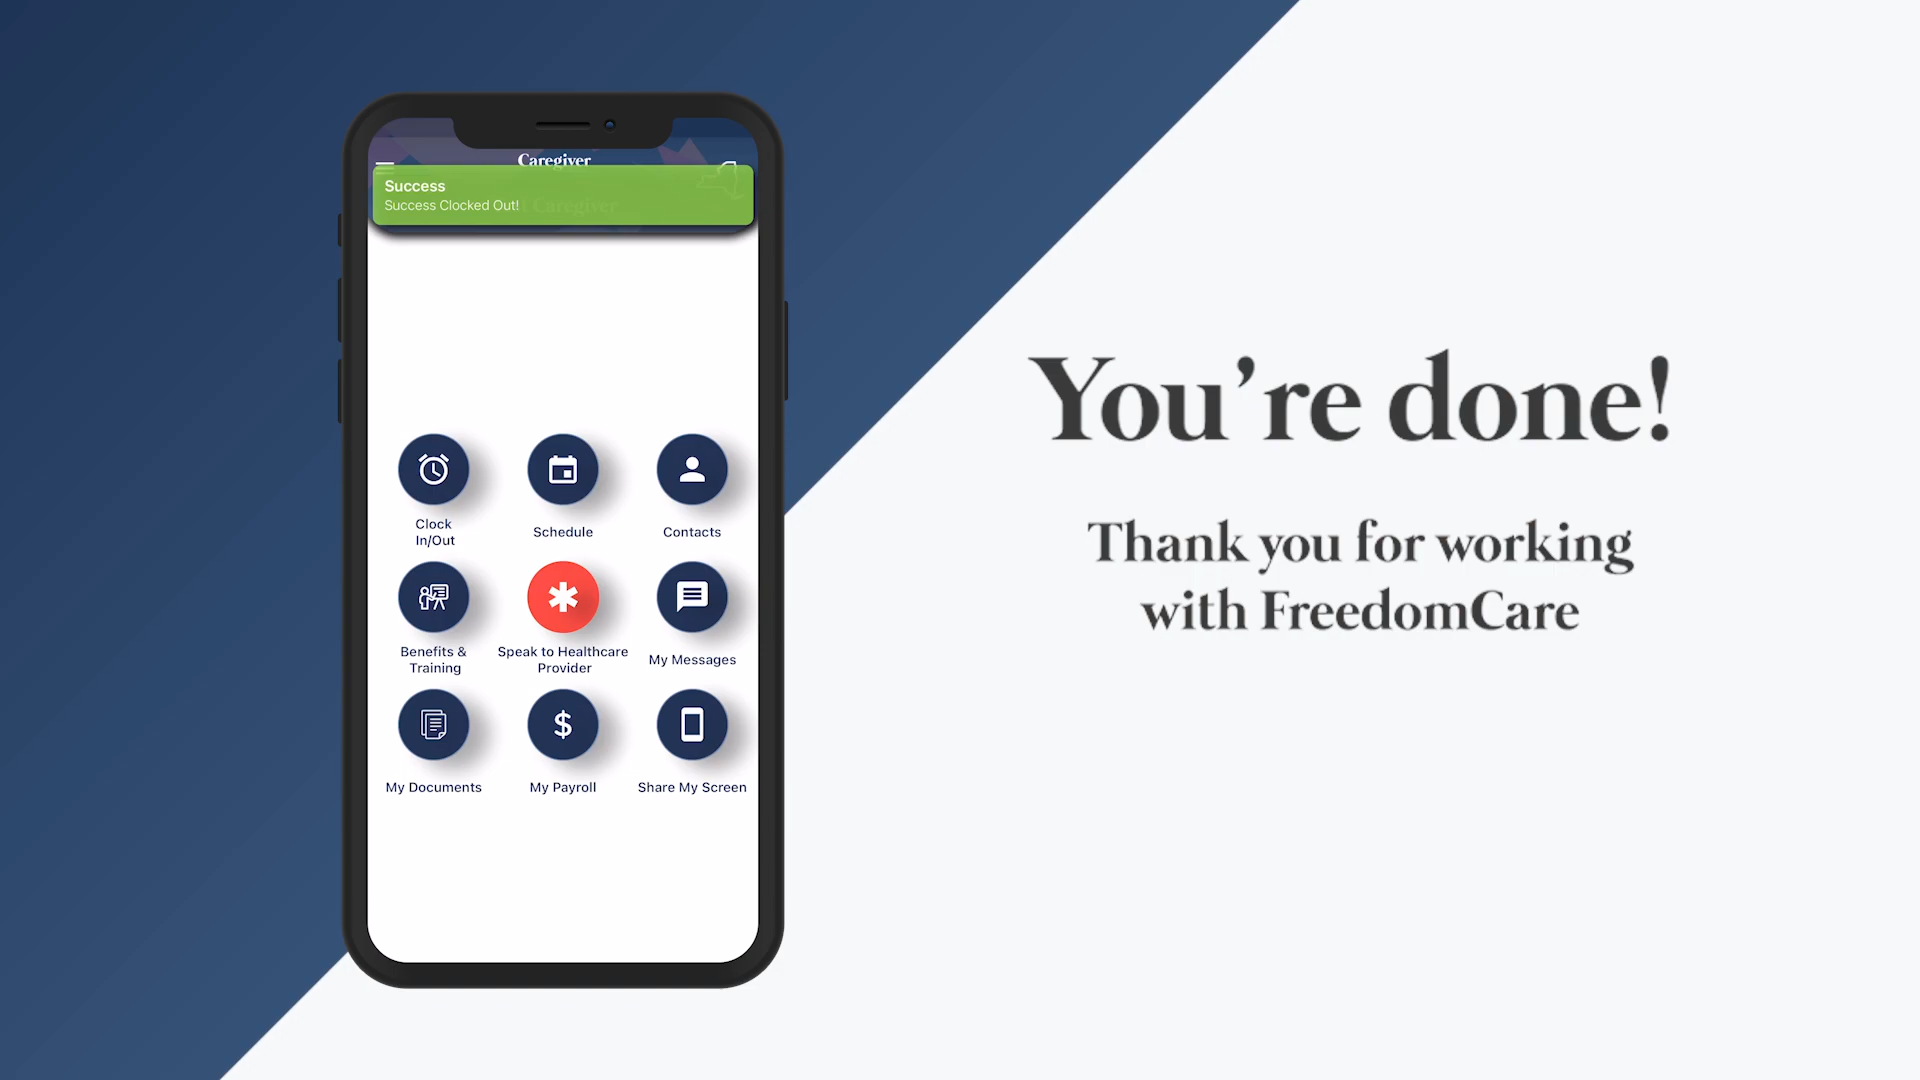 Caregiver
Success
Success Clocked Out!
Caregiver
Clock
In/Out
Schedule
Contacts
Benefits &
Training
Speak to Healthcare
Provider
My Messages
My Documents
My Payroll
Share My Screen
You're done!
Thank you for working
with FreedomCare